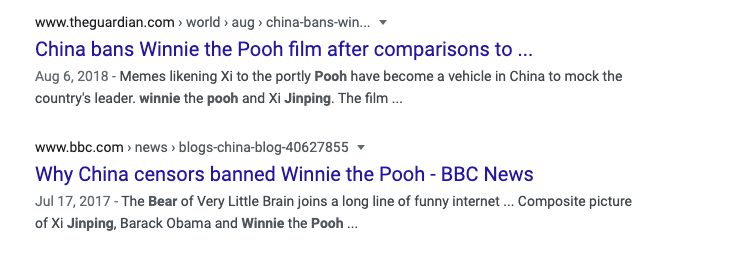 www.theguardian.com › world › aug › china-bans-win...
China bans Winnie the Pooh film after comparisons to ...
Aug 6, 2018 - Memes likening Xi to the portly Pooh have become a vehicle in China to mock the
country's leader. winnie the pooh and Xi Jinping. The film ...
www.bbc.com › news › blogs-china-blog-40627855
Why China censors banned Winnie the Pooh - BBC News
Jul 17, 2017 - The Bear of Very Little Brain joins a long line of funny internet ... Composite picture
of Xi Jinping, Barack Obama and Winnie the Pooh ...